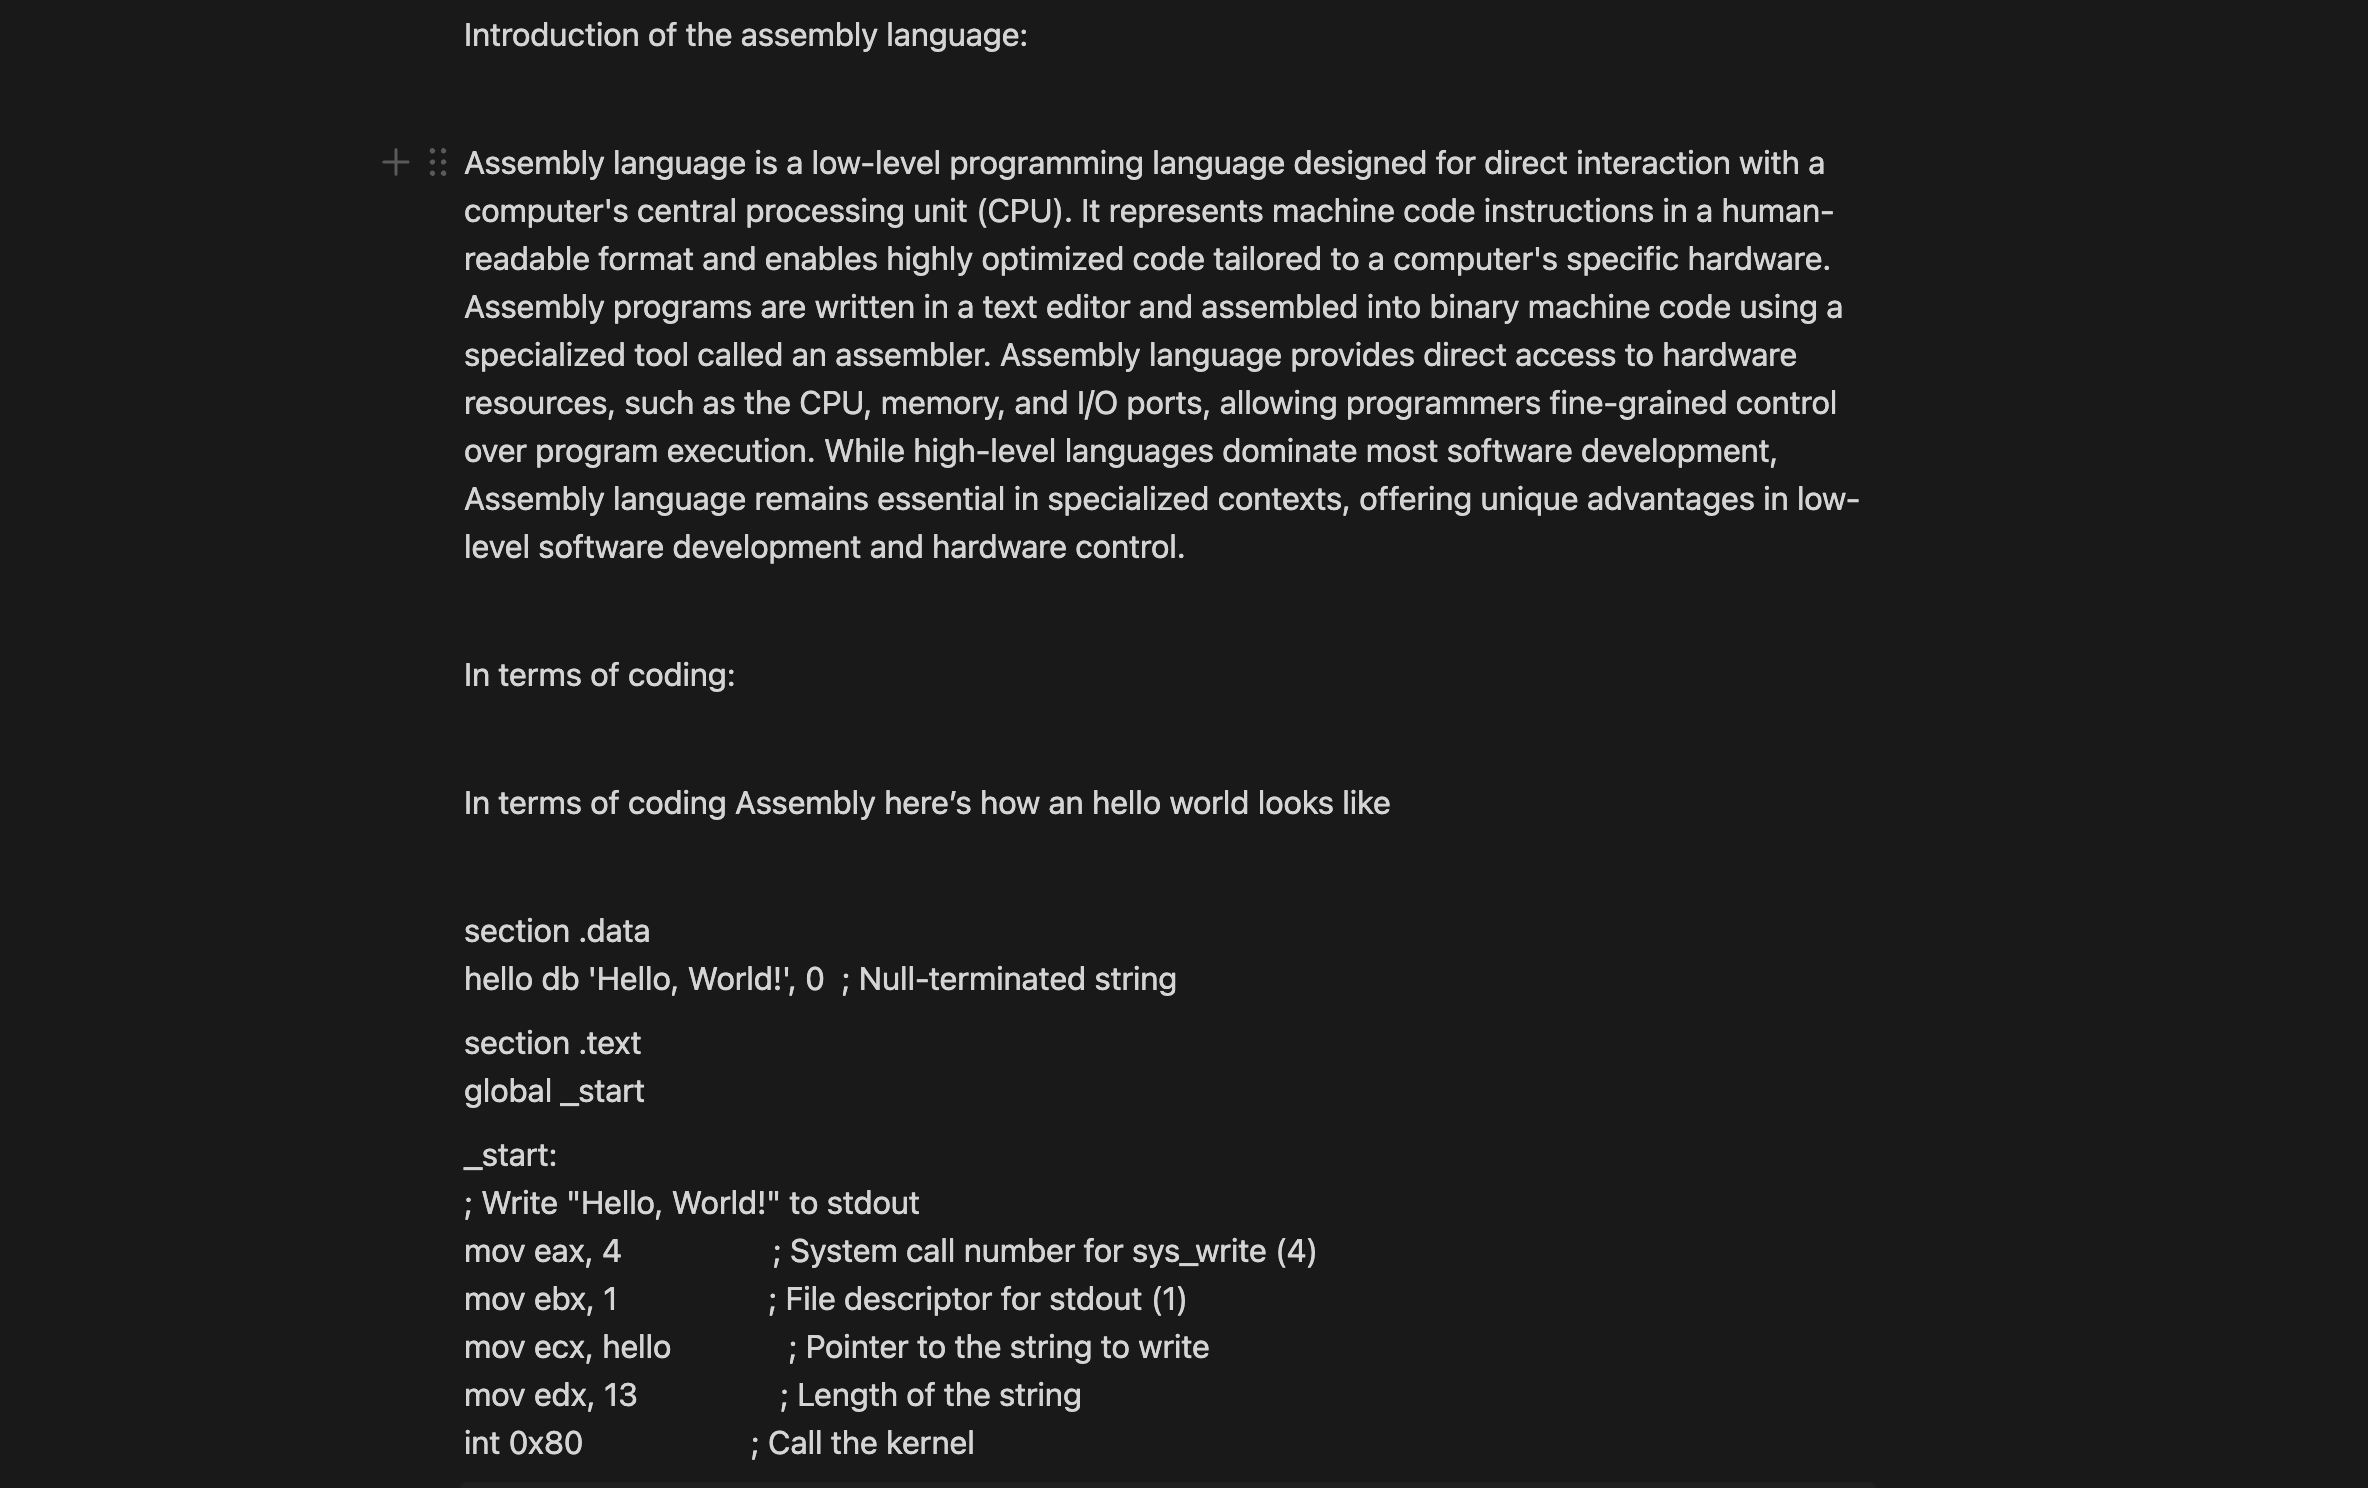 Introduction of the assembly language:
Assembly language is a low-level programming language designed for direct interaction with a
computer's central processing unit (CPU). It represents machine code instructions in a human-
readable format and enables highly optimized code tailored to a computer's specific hardware.
Assembly programs are written in a text editor and assembled into binary machine code using a
specialized tool called an assembler. Assembly language provides direct access to hardware
resources, such as the CPU, memory, and I/O ports, allowing programmers fine-grained control
over program execution. While high-level languages dominate most software development,
Assembly language remains essential in specialized contexts, offering unique advantages in low-
level software development and hardware control.
In terms of coding:
In terms of coding Assembly here’s how an hello world looks like
section .data
hello db 'Hello, World!', 0  ; Null-terminated string
section .text
global _start
_start:
; Write "Hello, World!" to stdout
mov eax, 4                  ; System call number for sys_write (4)
mov ebx, 1                  ; File descriptor for stdout (1)
mov ecx, hello              ; Pointer to the string to write
mov edx, 13                 ; Length of the string
int 0x80                    ; Call the kernel